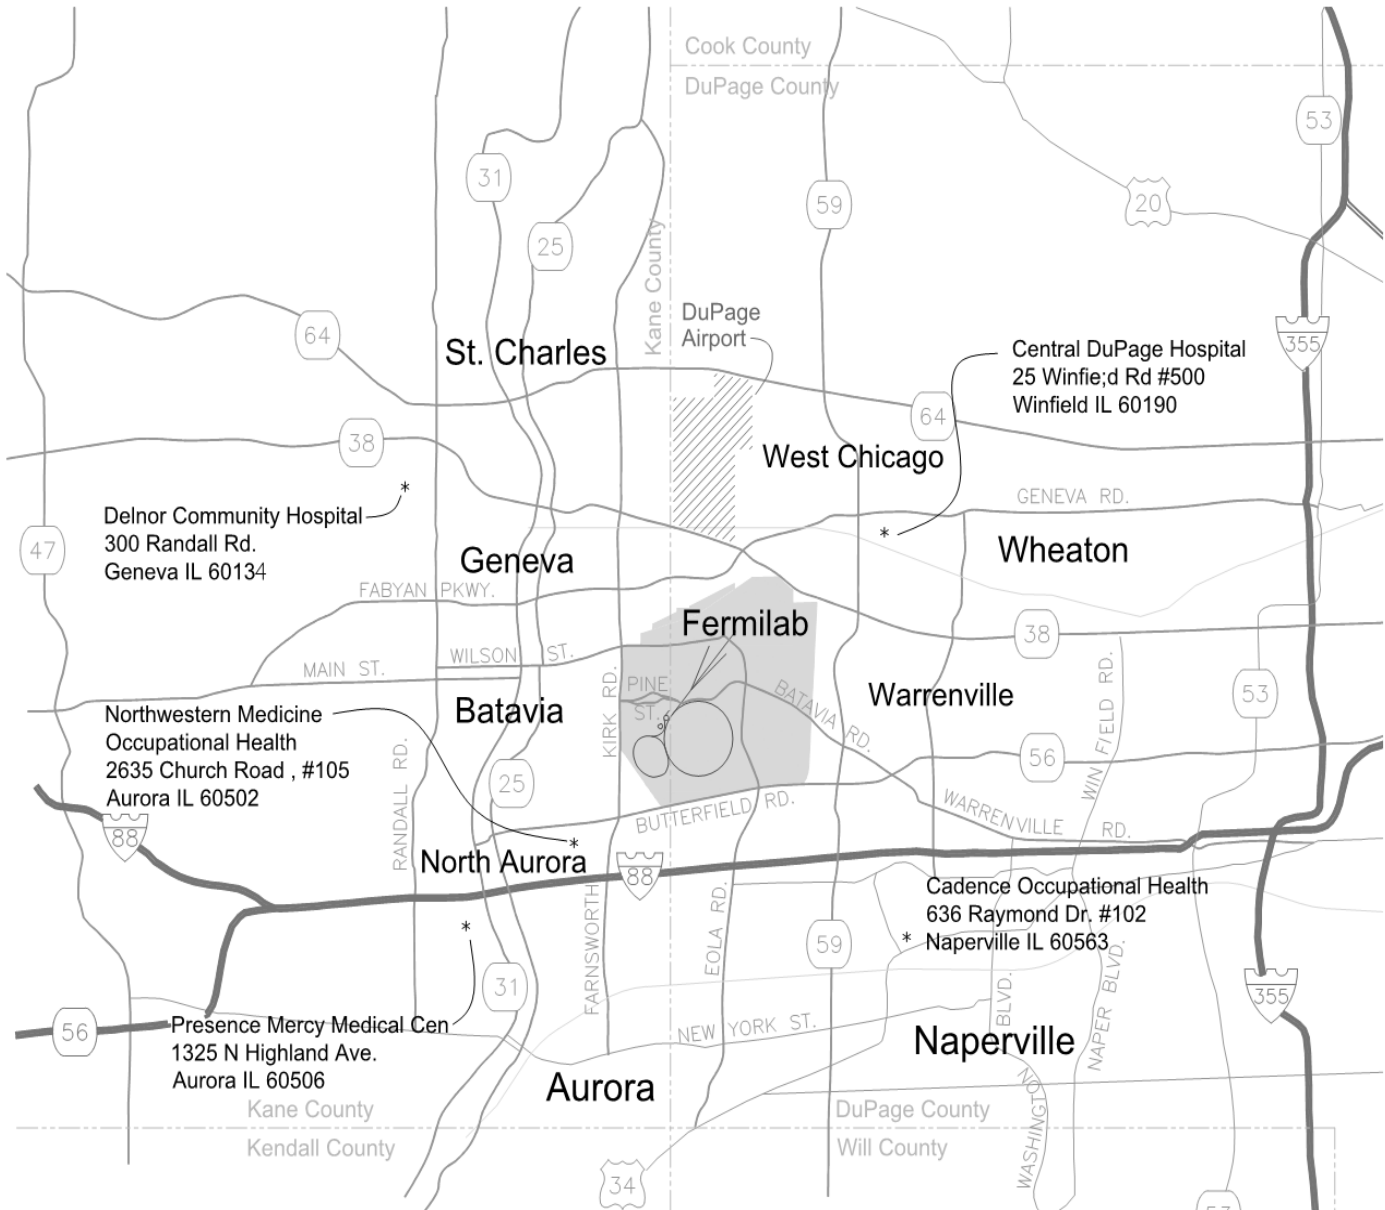 Cook County
DuPage County
53
31
59
20
25
Kane County
DuPage
Airport
64
St. Charles
355
Central DuPage Hospital
25 Winfie;d Rd #500
Winfield IL 60190
64
38
West Chicago
GENEVA RD.
Delnor Community Hospital
300 Randall Rd.
Geneva IL 60134
*
*
47
Geneva
Wheaton
FABYAN PKWY.
Fermilab
38
WILSON ST.
MAIN ST.
KIRK RD.
PINE
ST.
BATAVIA RD.
Warrenville
WINFIELD RD.
53
Batavia
Northwestern Medicine
Occupational Health
2635 Church Road , #105
Aurora IL 60502
RANDALL RD.
25
56
BUTTERFIELD RD.
WARRENVILLE RD.
88
*
North Aurora
88
Cadence Occupational Health
636 Raymond Dr. #102
* Naperville IL 60563
*
FARNSWORTH
EOLA RD.
59
31
355
56
Presence Mercy Medical Cen
1325 N Highland Ave.
Aurora IL 60506
NEW YORK ST.
BLVD.
NAPER BLVD.
Naperville
Aurora
WASHINGTON
Kane County
DuPage County
Kendall County
Will County
34
53